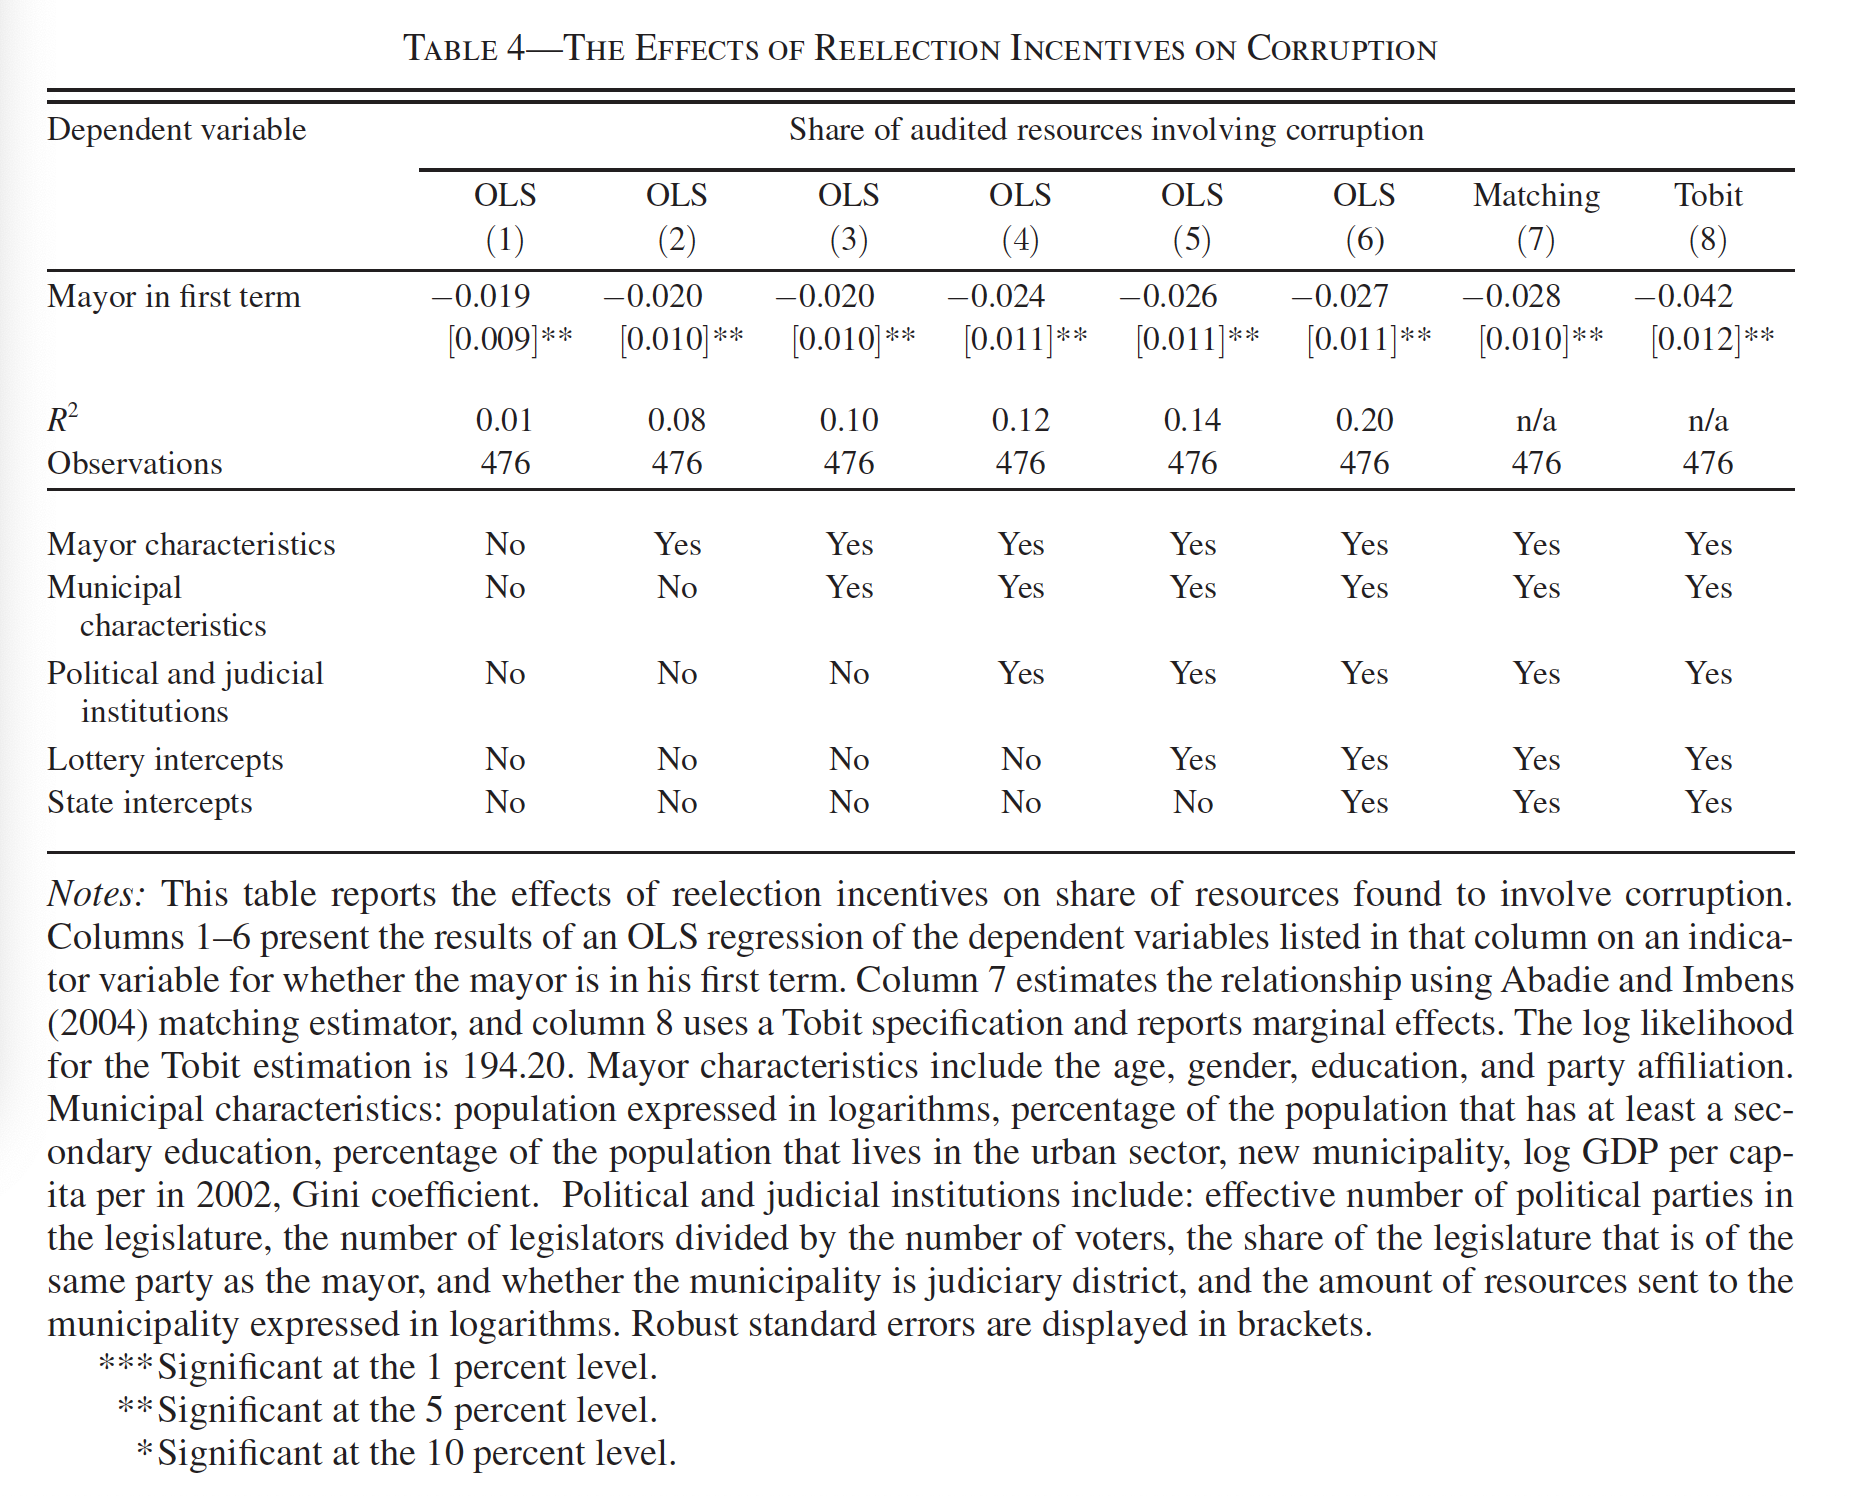 TABLE 4—THE EFFECTS OF REELECTION INCENTIVES ON CORRUPTION
Dependent variable Share of audited resources involving corruption
OLS OLS OLS OLS OLS OLS Matching Tobit
(1) (2) (3) (4) (5) (6) (7) (8)
Mayor in first term −0.019 −0.020 −0.020 −0.024 −0.026 −0.027 −0.028 −0.042
[0.009]** [0.010]** [0.010]** [0.011]** [0.011]** [0.011]** [0.010]** [0.012]**
R² 0.01 0.08 0.10 0.12 0.14 0.20 n/a n/a
Observations 476 476 476 476 476 476 476 476
Mayor characteristics No Yes Yes Yes Yes Yes Yes Yes
Municipal No No Yes Yes Yes Yes Yes Yes
characteristics
Political and judicial No No No Yes Yes Yes Yes Yes
institutions
Lottery intercepts No No No No Yes Yes Yes Yes
State intercepts No No No No No Yes Yes Yes
Notes: This table reports the effects of reelection incentives on share of resources found to involve corruption.
Columns 1–6 present the results of an OLS regression of the dependent variables listed in that column on an indica-
tor variable for whether the mayor is in his first term. Column 7 estimates the relationship using Abadie and Imbens
(2004) matching estimator, and column 8 uses a Tobit specification and reports marginal effects. The log likelihood
for the Tobit estimation is 194.20. Mayor characteristics include the age, gender, education, and party affiliation.
Municipal characteristics: population expressed in logarithms, percentage of the population that has at least a sec-
ondary education, percentage of the population that lives in the urban sector, new municipality, log GDP per cap-
ita per in 2002, Gini coefficient. Political and judicial institutions include: effective number of political parties in
the legislature, the number of legislators divided by the number of voters, the share of the legislature that is of the
same party as the mayor, and whether the municipality is judiciary district, and the amount of resources sent to the
municipality expressed in logarithms. Robust standard errors are displayed in brackets.
***Significant at the 1 percent level.
**Significant at the 5 percent level.
*Significant at the 10 percent level.